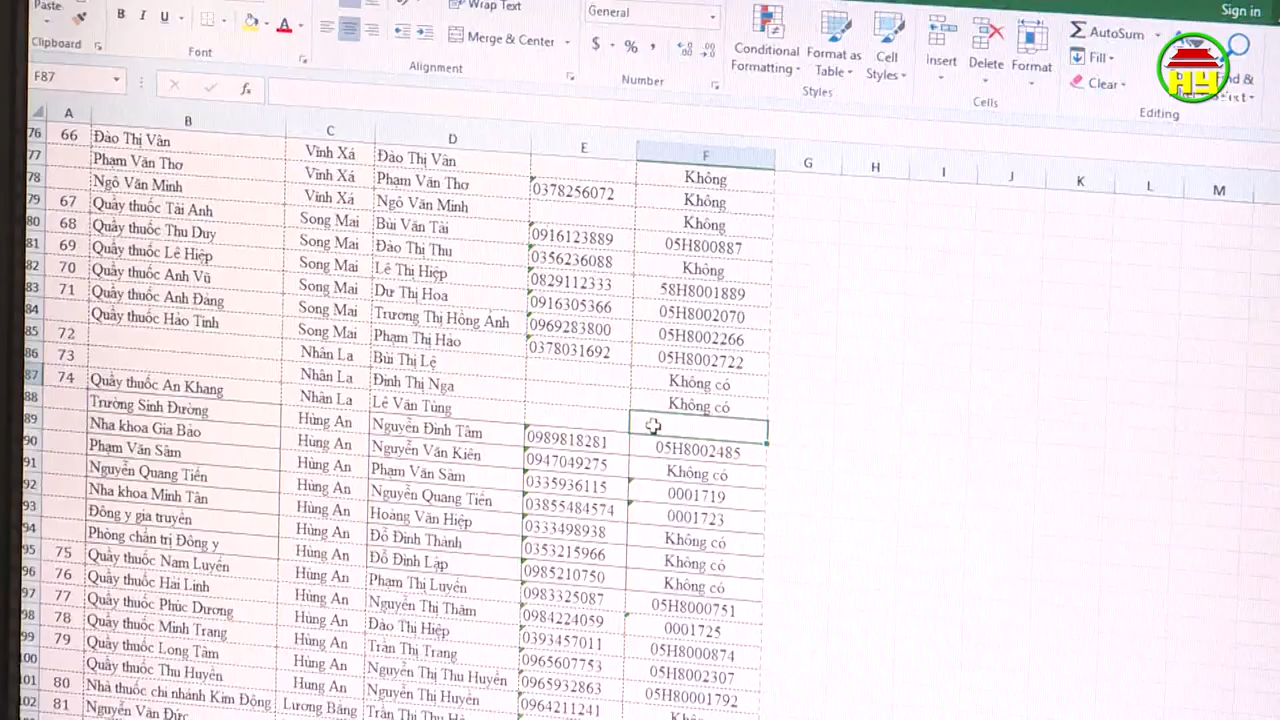 Sign in
Paste
Wrap Text
General
AutoSum
B I U
Merge & Center
$ % ,
Conditional Formatting
Format as Table
Cell Styles
Insert Delete Format
Fill
Clear
Clipboard
Font
Alignment
Number
Styles
Cells
Editing
AY
F87
fx
A B C D E F G H I J K L M
76 66 Đào Thị Vân Vĩnh Xá Đào Thị Vân Không
77 Phạm Văn Thơ Vĩnh Xá Phạm Văn Thơ 0378256072 Không
78 Ngô Văn Minh Vĩnh Xá Ngô Văn Minh Không
79 67 Quầy thuốc Tài Anh Song Mai Bùi Văn Tài 0916123889 05H800887
80 68 Quầy thuốc Thu Duy Song Mai Đào Thị Thu 0356236088 Không
81 69 Quầy thuốc Lê Hiệp Song Mai Lê Thị Hiệp 0829112333 58H8001889
82 70 Quầy thuốc Anh Vũ Song Mai Dư Thị Hoa 0916305366 05H8002070
83 71 Quầy thuốc Anh Đảng Song Mai Trương Thị Hồng Ánh 0969283800 05H8002266
84 Quầy thuốc Hảo Tình Song Mai Phạm Thị Hảo 0378031692 05H8002722
85 72 Nhân La Bùi Thị Lệ Không có
86 73 Nhân La Đinh Thị Nga Không có
87 74 Quầy thuốc An Khang Nhân La Lê Văn Tùng
88 Trường Sinh Đường Hùng An Nguyễn Đình Tâm 0989818281 05H8002485
89 Nha khoa Gia Bảo Hùng An Nguyễn Văn Kiên 0947049275 Không có
90 Phạm Văn Sâm Hùng An Phạm Văn Sâm 0335936115 0001719
91 Nguyễn Quang Tiến Hùng An Nguyễn Quang Tiến 03855484574 0001723
92 Nha khoa Minh Tân Hùng An Hoàng Văn Hiệp 0333498938 Không có
93 Đông y gia truyền Hùng An Đỗ Đình Thành 0353215966 Không có
94 Phòng chẩn trị Đông y Hùng An Đỗ Đình Lập 0985210750 Không có
95 75 Quầy thuốc Nam Luyến Hùng An Phạm Thị Luyến 0983325087 05H8000751
96 76 Quầy thuốc Hải Linh Hùng An Nguyễn Thị Thắm 0984224059 0001725
97 77 Quầy thuốc Phúc Dương Hùng An Đào Thị Hiệp 0393457011 05H8000874
98 78 Quầy thuốc Minh Trang Hùng An Trần Thị Trang 0965607753 05H8002307
99 79 Quầy thuốc Long Tâm Hùng An Nguyễn Thị Thu Huyền 0965932863 05H80001792
100 Quầy thuốc Thu Huyền Hung An Nguyễn Thị Huyền 0964211241
101 80 Nhà thuốc chi nhánh Kim Động Lương Bằng Trần Thị Thu
102 81 Nguyễn Văn Đức